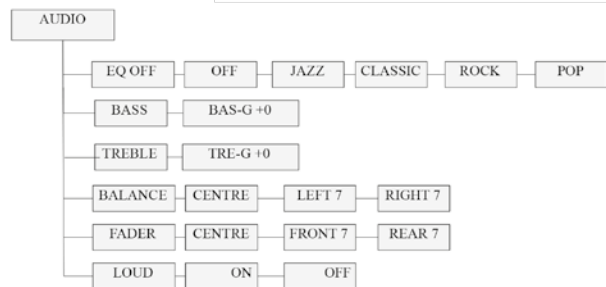 AUDIO
EQ OFF OFF JAZZ CLASSIC ROCK POP
BASS BAS-G +0
TREBLE TRE-G +0
BALANCE CENTRE LEFT 7 RIGHT 7
FADER CENTRE FRONT 7 REAR 7
LOUD ON OFF